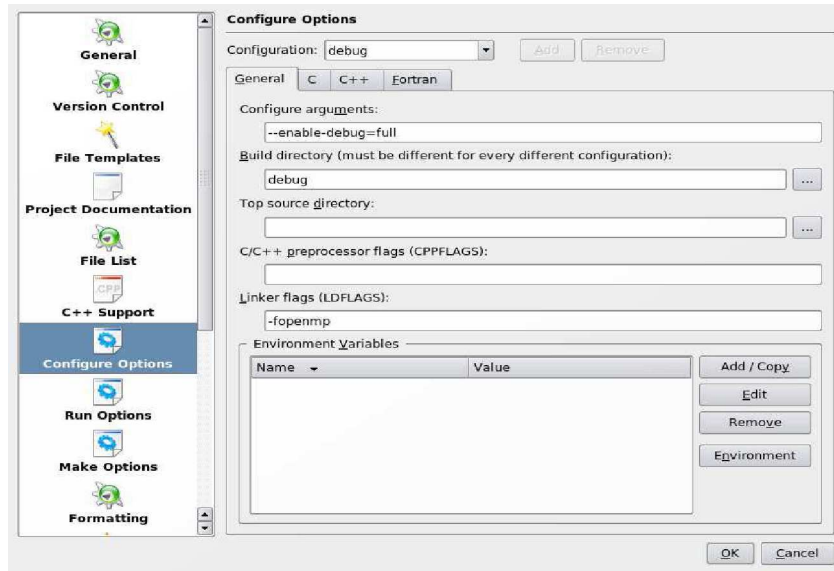 General
Version Control
File Templates
Project Documentation
File List
.CPP
C++ Support
Configure Options
Run Options
Make Options
Formatting
Configure Options
Configuration: debug Add Remove
General C C++ Fortran
Configure arguments:
--enable-debug=full
Build directory (must be different for every different configuration):
debug ...
Top source directory:
...
C/C++ preprocessor flags (CPPFLAGS):
Linker flags (LDFLAGS):
-fopenmp
Environment Variables
Name Value
Add / Copy
Edit
Remove
Environment
OK Cancel